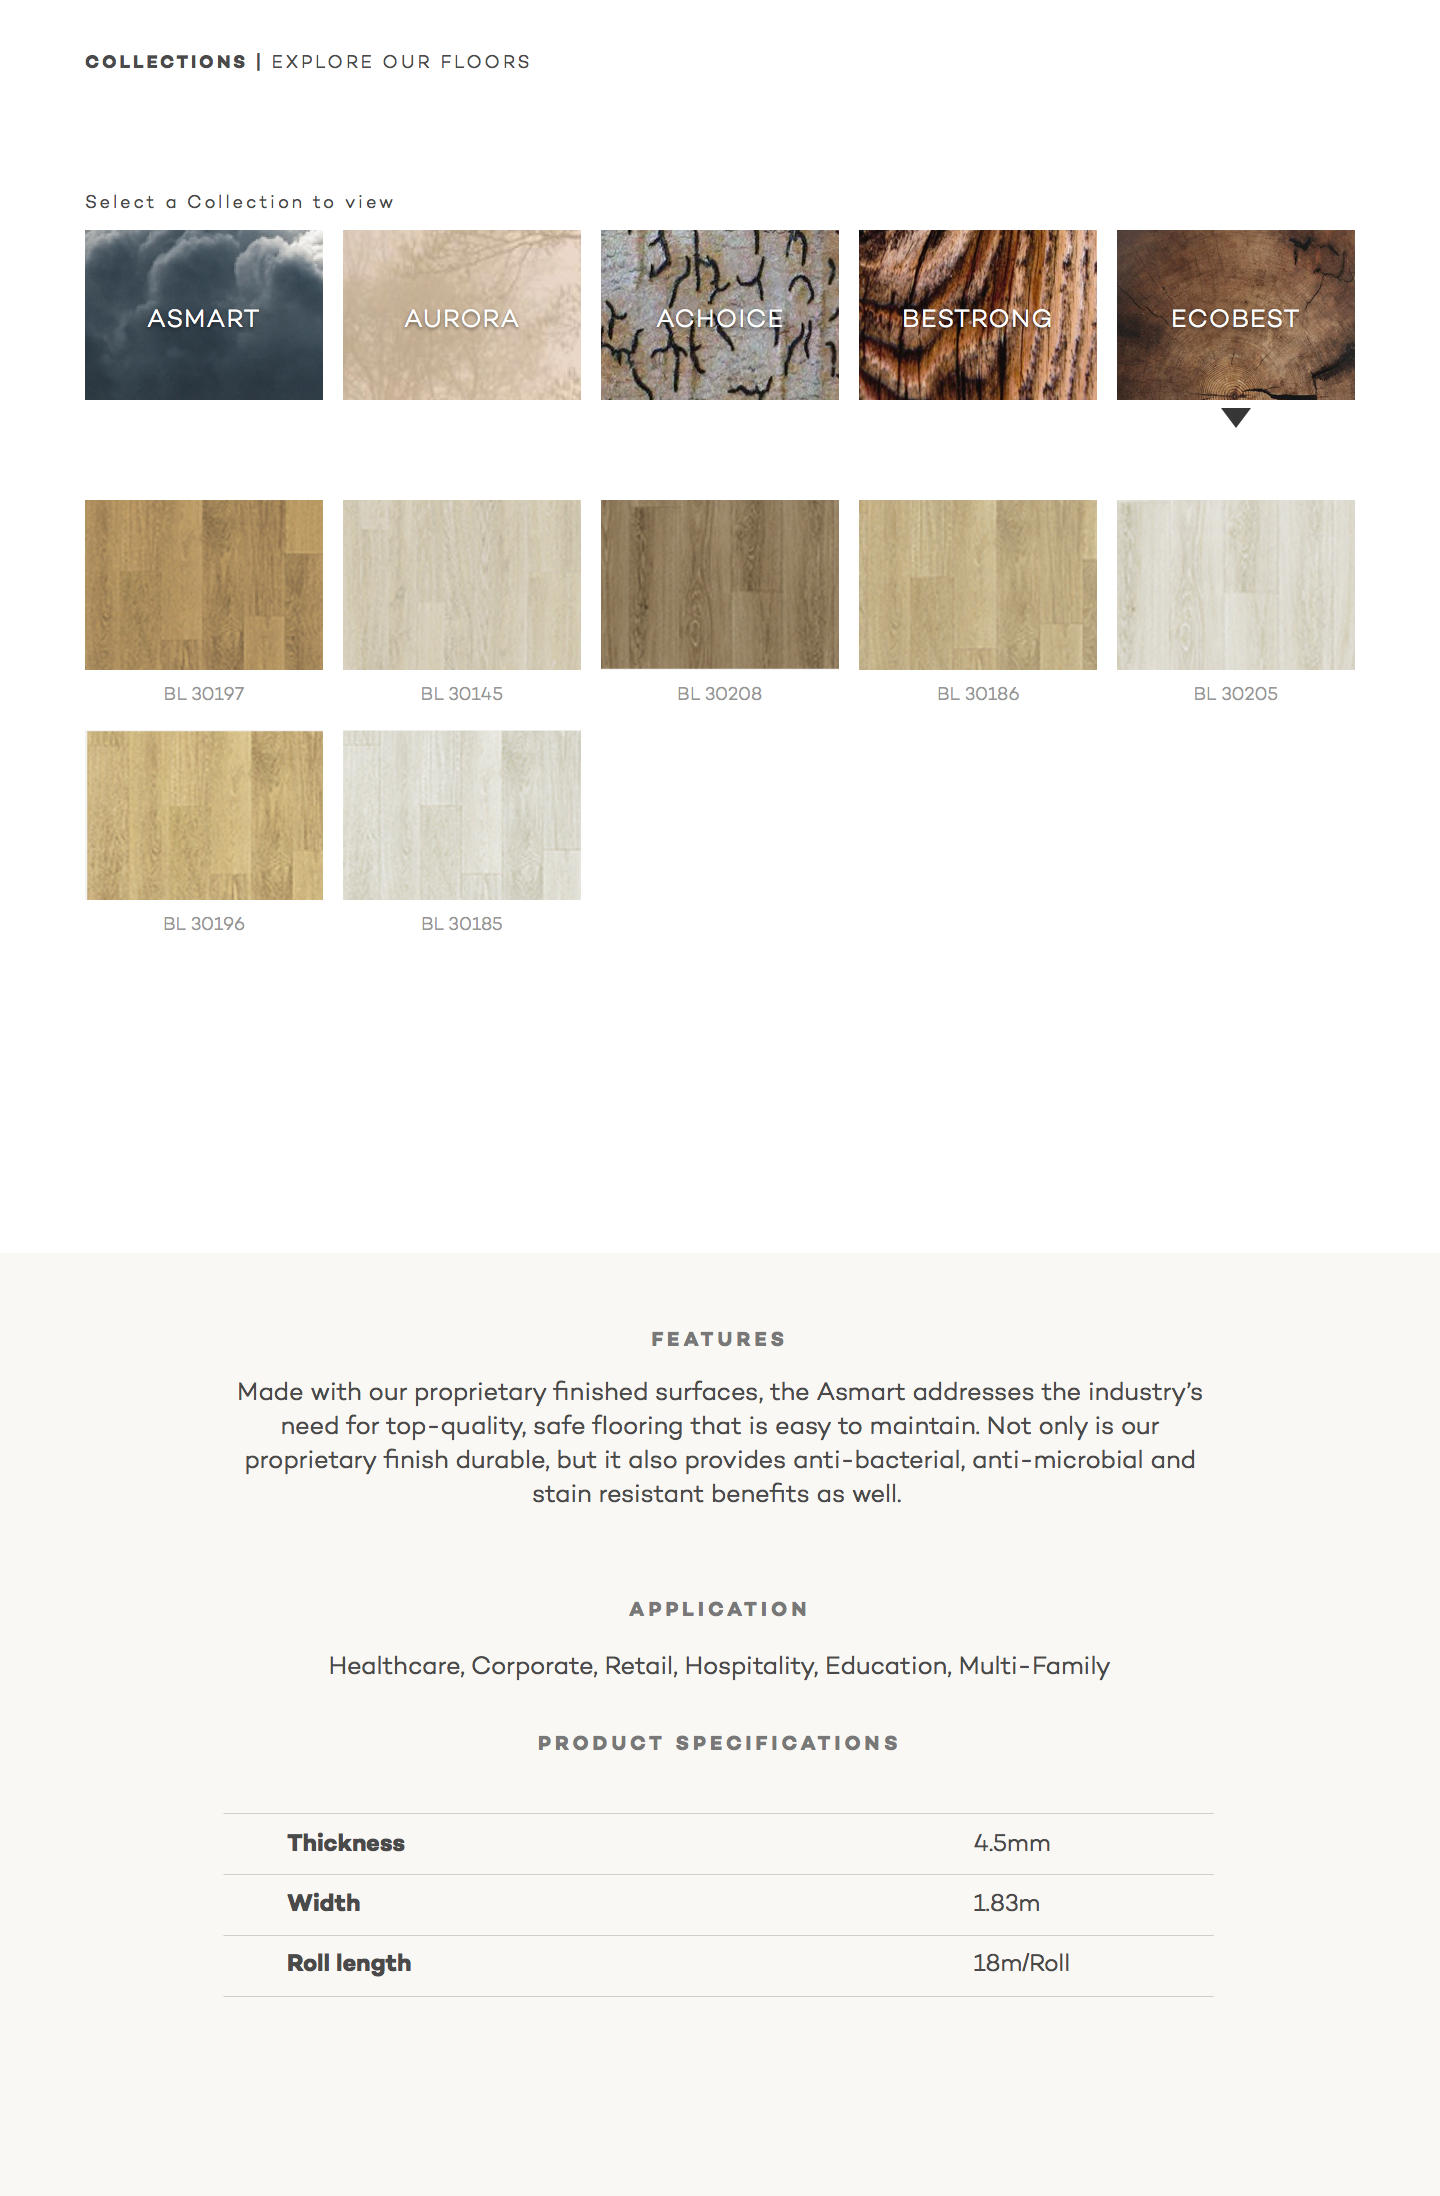 COLLECTIONS | EXPLORE OUR FLOORS
Select a Collection to view
ASMART
AURORA
ACHOICE
BESTRONG
ECOBEST
BL 30197
BL 30145
BL 30208
BL 30186
BL 30205
BL 30196
BL 30185
FEATURES
Made with our proprietary finished surfaces, the Asmart addresses the industry’s
need for top-quality, safe flooring that is easy to maintain. Not only is our
proprietary finish durable, but it also provides anti-bacterial, anti-microbial and
stain resistant benefits as well.
APPLICATION
Healthcare, Corporate, Retail, Hospitality, Education, Multi-Family
PRODUCT SPECIFICATIONS
Thickness 4.5mm
Width 1.83m
Roll length 18m/Roll